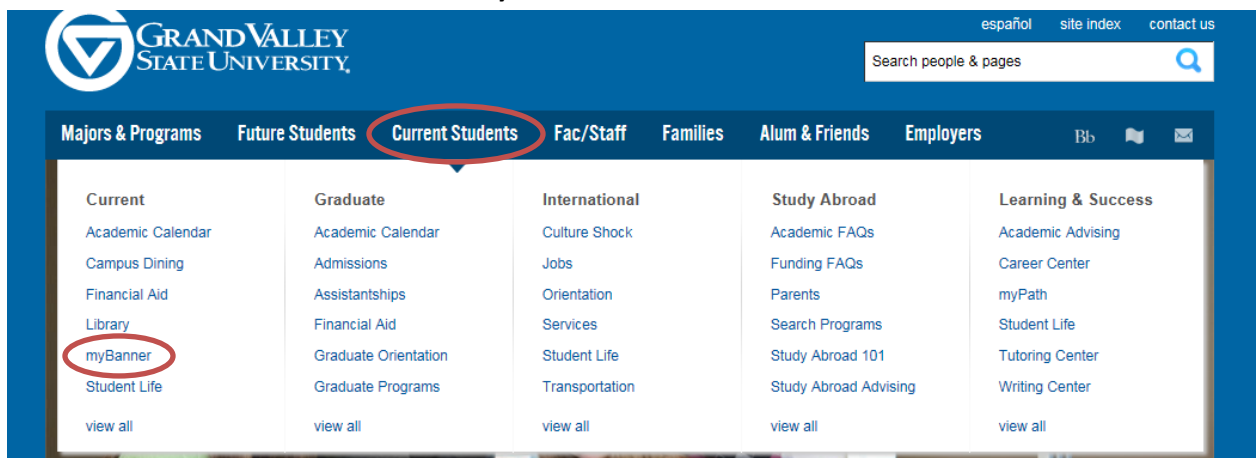 GRAND VALLEY
STATE UNIVERSITY.
español site index contact us
Search people & pages
Majors & Programs Future Students Current Students Fac/Staff Families Alum & Friends Employers Bb
Current
Academic Calendar
Campus Dining
Financial Aid
Library
myBanner
Student Life
view all
Graduate
Academic Calendar
Admissions
Assistantships
Financial Aid
Graduate Orientation
Graduate Programs
view all
International
Culture Shock
Jobs
Orientation
Services
Student Life
Transportation
view all
Study Abroad
Academic FAQs
Funding FAQs
Parents
Search Programs
Study Abroad 101
Study Abroad Advising
view all
Learning & Success
Academic Advising
Career Center
myPath
Student Life
Tutoring Center
Writing Center
view all